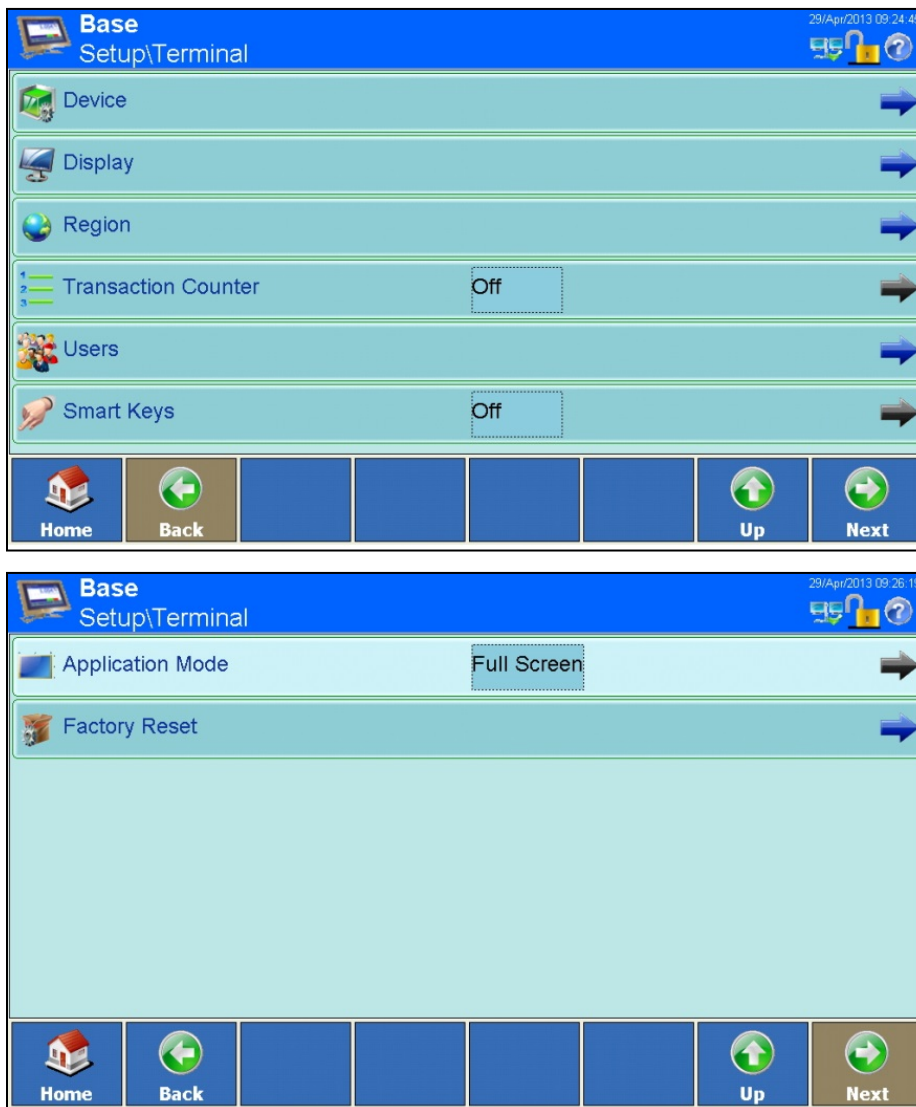 Base
29/Apr/2013 09:24:45
Setup\Terminal
Device
Display
Region
Transaction Counter Off
Users
Smart Keys Off
Home Back Up Next
Base
29/Apr/2013 09:26:19
Setup\Terminal
Application Mode Full Screen
Factory Reset
Home Back Up Next